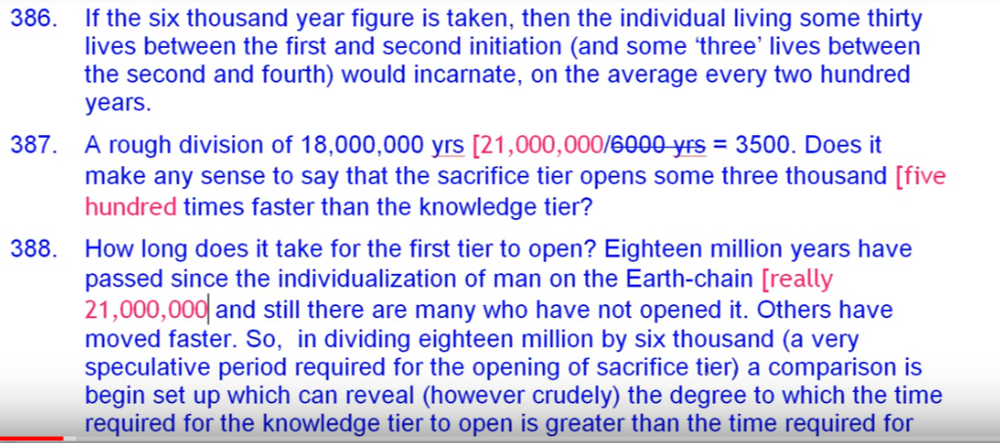 386. If the six thousand year figure is taken, then the individual living some thirty
lives between the first and second initiation (and some ‘three’ lives between
the second and fourth) would incarnate, on the average every two hundred
years.
387. A rough division of 18,000,000 yrs [21,000,000/6000 yrs = 3500. Does it
make any sense to say that the sacrifice tier opens some three thousand [five
hundred times faster than the knowledge tier?
388. How long does it take for the first tier to open? Eighteen million years have
passed since the individualization of man on the Earth-chain [really
21,000,000 and still there are many who have not opened it. Others have
moved faster. So, in dividing eighteen million by six thousand (a very
speculative period required for the opening of sacrifice tier) a comparison is
begin set up which can reveal (however crudely) the degree to which the time
required for the knowledge tier to open is greater than the time required for